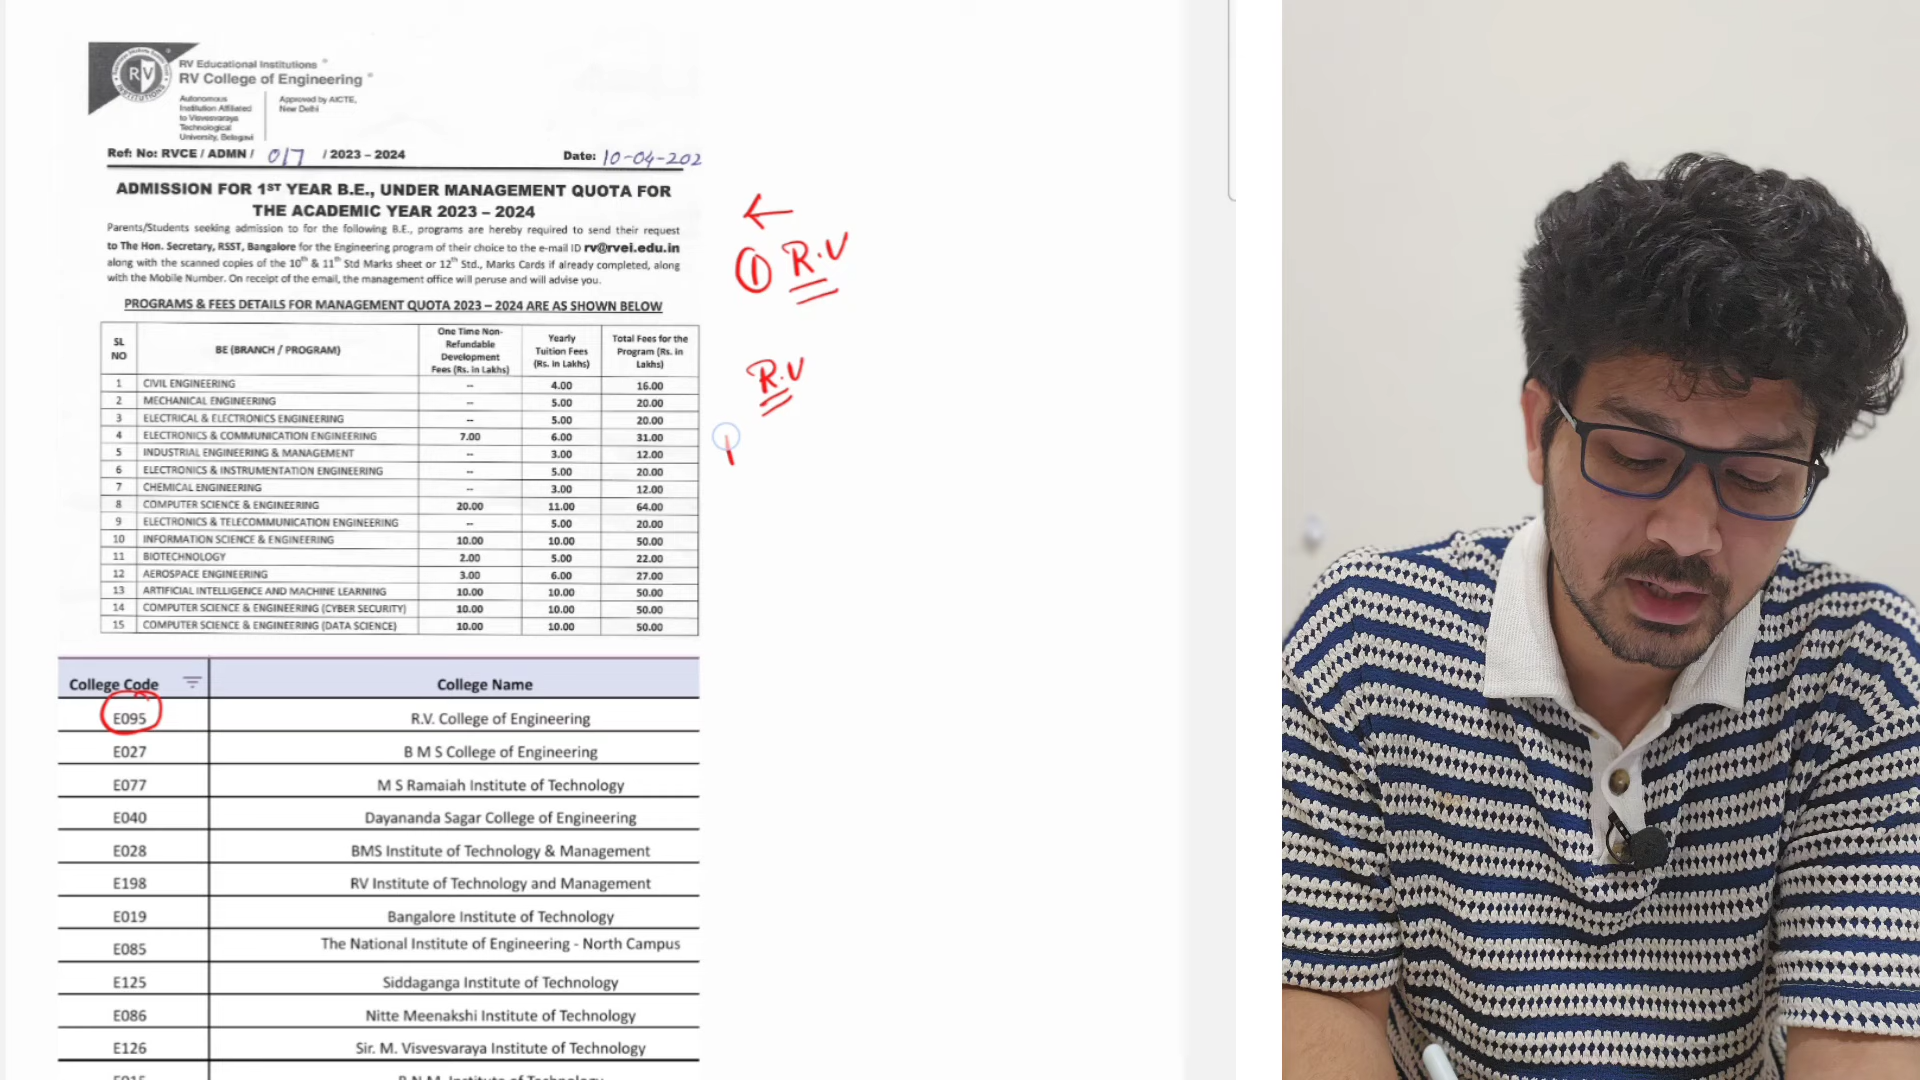 RV Educational Institutions
RV College of Engineering
Autonomous
Institution Affiliated
to Visvesvaraya
Technological
University, Belagavi
Approved by AICTE,
New Delhi
Ref: No: RVCE / ADMN / 017 / 2023 – 2024
Date: 10-04-202
ADMISSION FOR 1ST YEAR B.E., UNDER MANAGEMENT QUOTA FOR
THE ACADEMIC YEAR 2023 – 2024
Parents/Students seeking admission to for the following B.E., programs are hereby required to send their request
to The Hon. Secretary, RSST, Bangalore for the Engineering program of their choice to the e-mail ID rv@rvei.edu.in
along with the scanned copies of the 10th & 11th Std Marks sheet or 12th Std., Marks Cards if already completed, along
with the Mobile Number. On receipt of the email, the management office will peruse and will advise you.
PROGRAMS & FEES DETAILS FOR MANAGEMENT QUOTA 2023 – 2024 ARE AS SHOWN BELOW
SL NO BE (BRANCH / PROGRAM) One Time Non-Refundable Development Fees (Rs. in Lakhs) Yearly Tuition Fees (Rs. in Lakhs) Total Fees for the Program (Rs. in Lakhs)
1 CIVIL ENGINEERING -- 4.00 16.00
2 MECHANICAL ENGINEERING -- 5.00 20.00
3 ELECTRICAL & ELECTRONICS ENGINEERING -- 5.00 20.00
4 ELECTRONICS & COMMUNICATION ENGINEERING 7.00 6.00 31.00
5 INDUSTRIAL ENGINEERING & MANAGEMENT -- 3.00 12.00
6 ELECTRONICS & INSTRUMENTATION ENGINEERING -- 5.00 20.00
7 CHEMICAL ENGINEERING -- 3.00 12.00
8 COMPUTER SCIENCE & ENGINEERING 20.00 11.00 64.00
9 ELECTRONICS & TELECOMMUNICATION ENGINEERING -- 5.00 20.00
10 INFORMATION SCIENCE & ENGINEERING 10.00 10.00 50.00
11 BIOTECHNOLOGY 2.00 5.00 22.00
12 AEROSPACE ENGINEERING 3.00 6.00 27.00
13 ARTIFICIAL INTELLIGENCE AND MACHINE LEARNING 10.00 10.00 50.00
14 COMPUTER SCIENCE & ENGINEERING (CYBER SECURITY) 10.00 10.00 50.00
15 COMPUTER SCIENCE & ENGINEERING (DATA SCIENCE) 10.00 10.00 50.00
← 
① R.V
R.V
College Code College Name
E095 R.V. College of Engineering
E027 B M S College of Engineering
E077 M S Ramaiah Institute of Technology
E040 Dayananda Sagar College of Engineering
E028 BMS Institute of Technology & Management
E198 RV Institute of Technology and Management
E019 Bangalore Institute of Technology
E085 The National Institute of Engineering - North Campus
E125 Siddaganga Institute of Technology
E086 Nitte Meenakshi Institute of Technology
E126 Sir. M. Visvesvaraya Institute of Technology